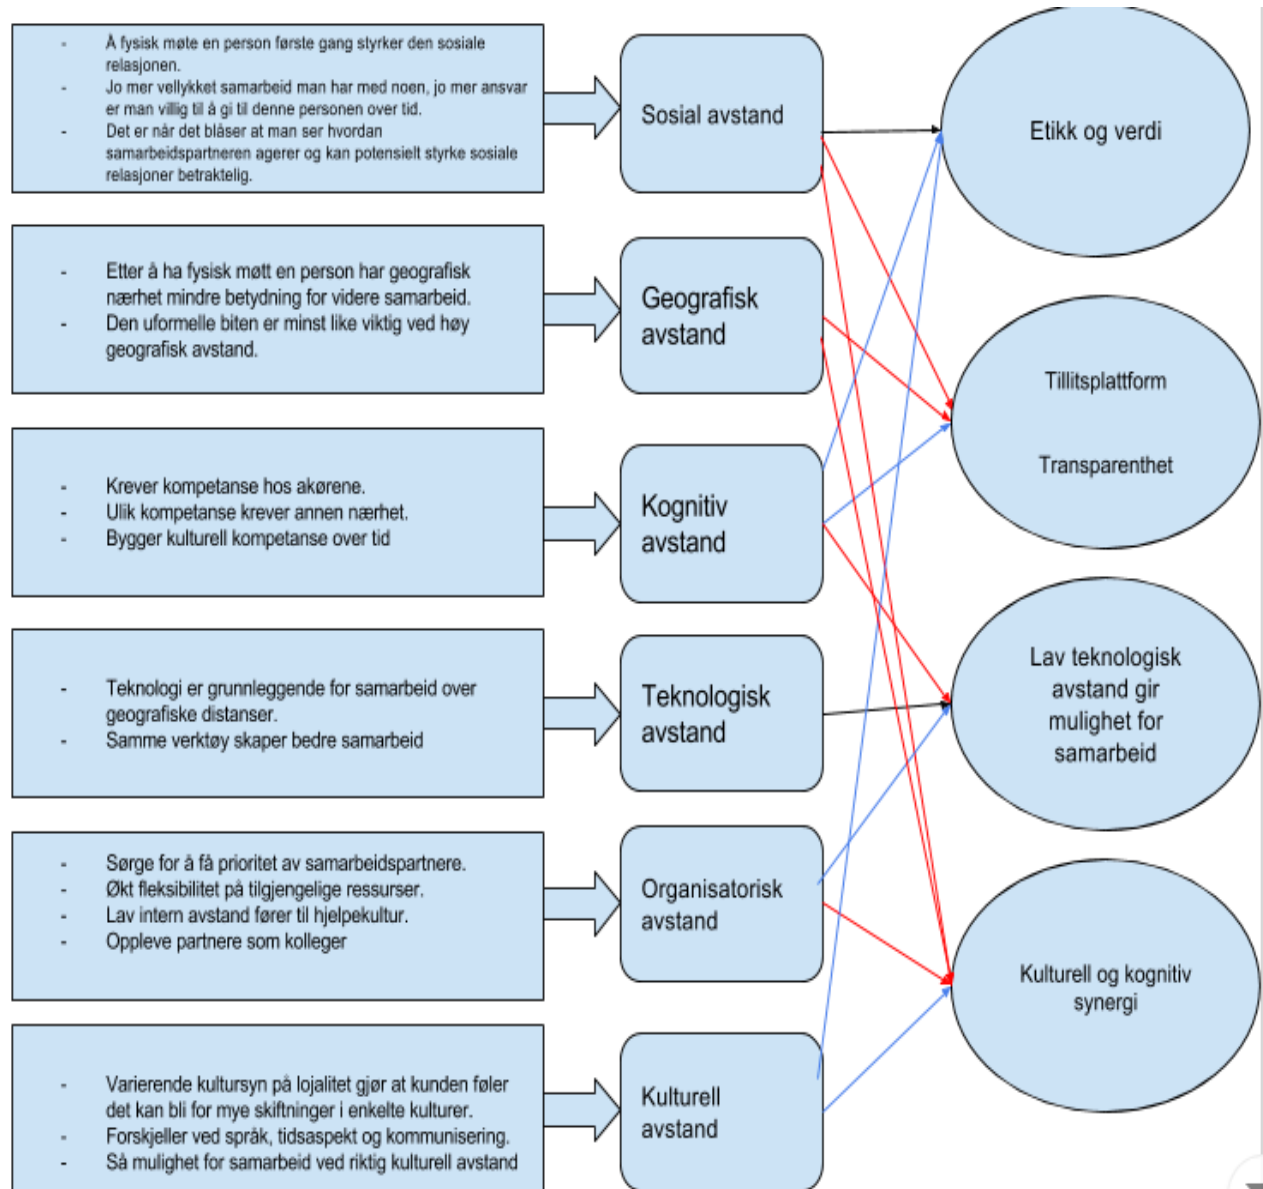 - Å fysisk møte en person første gang styrker den sosiale
relasjonen.
- Jo mer vellykket samarbeid man har med noen, jo mer ansvar
er man villig til å gi til denne personen over tid.
- Det er når det blåser at man ser hvordan
samarbeidspartneren agerer og kan potensielt styrke sosiale
relasjoner betraktelig.
Sosial avstand
Etikk og verdi
- Etter å ha fysisk møtt en person har geografisk
nærhet mindre betydning for videre samarbeid.
- Den uformelle biten er minst like viktig ved høy
geografisk avstand.
Geografisk
avstand
Tillitsplattform
Transparenthet
- Krever kompetanse hos akørene.
- Ulik kompetanse krever annen nærhet.
- Bygger kulturell kompetanse over tid
Kognitiv
avstand
- Teknologi er grunnleggende for samarbeid over
geografiske distanser.
- Samme verktøy skaper bedre samarbeid
Teknologisk
avstand
Lav teknologisk
avstand gir
mulighet for
samarbeid
- Sørge for å få prioritet av samarbeidspartnere.
- Økt fleksibilitet på tilgjengelige ressurser.
- Lav intern avstand fører til hjelpekultur.
- Oppleve partnere som kolleger
Organisatorisk
avstand
Kulturell og kognitiv
synergi
- Varierende kultursyn på lojalitet gjør at kunden føler
det kan bli for mye skiftninger i enkelte kulturer.
- Forskjeller ved språk, tidsaspekt og kommunisering.
- Så mulighet for samarbeid ved riktig kulturell avstand
Kulturell
avstand